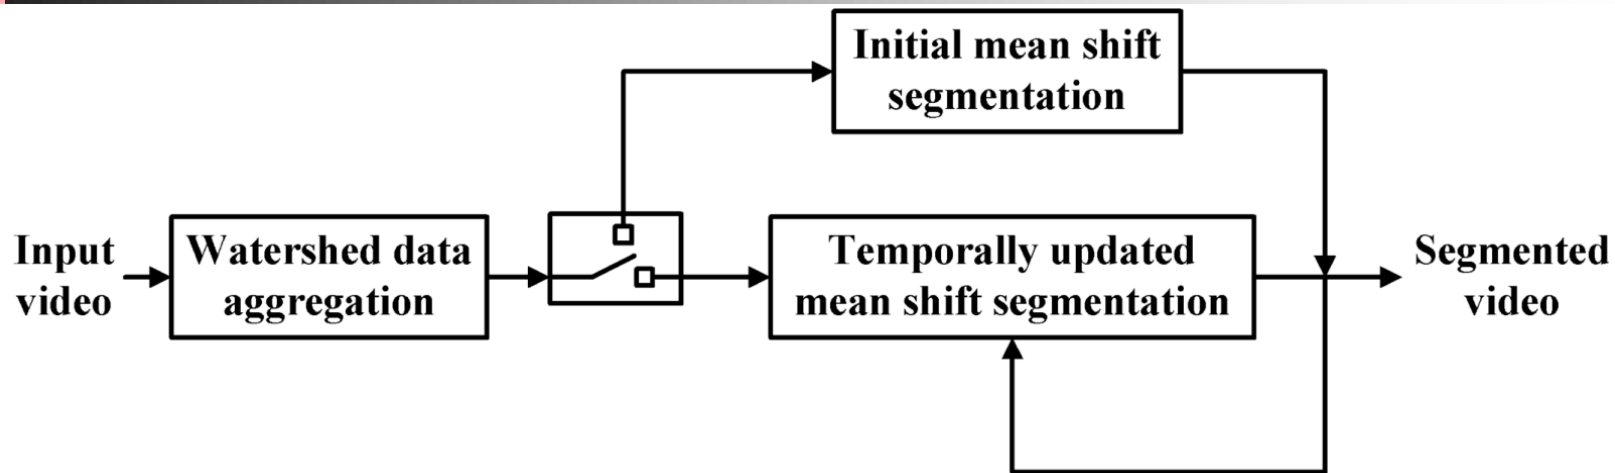 Initial mean shift
segmentation
Input
video
Watershed data
aggregation
Temporally updated
mean shift segmentation
Segmented
video